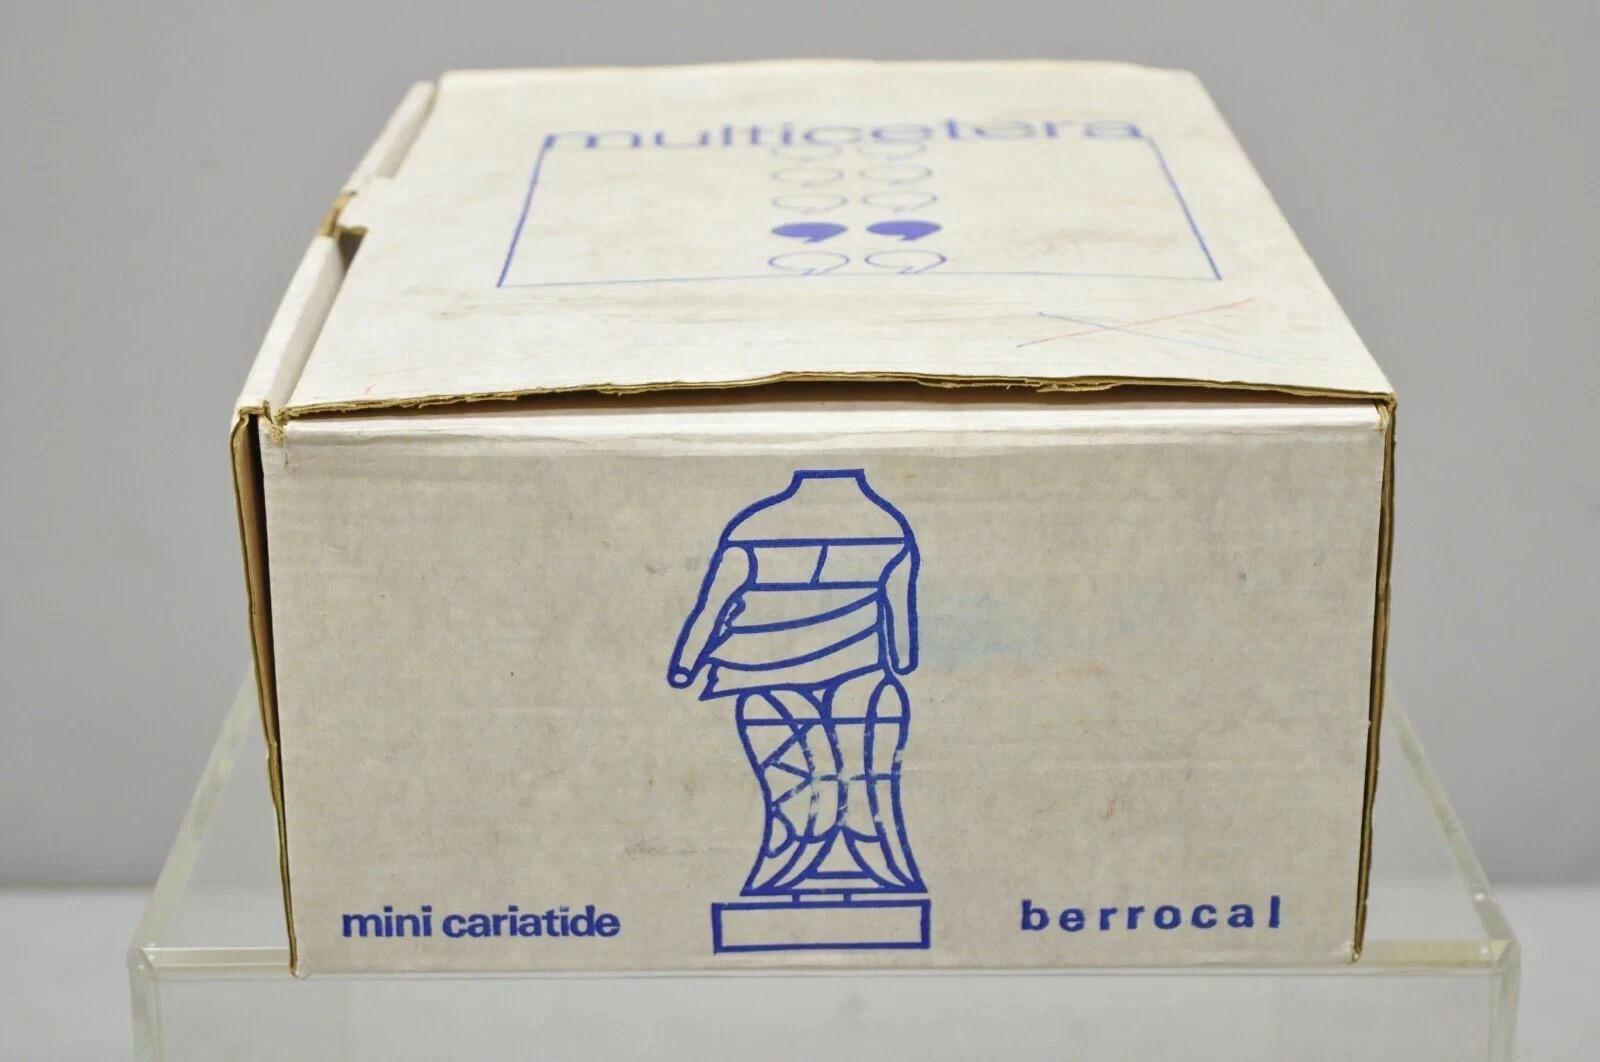 multicetera
mini cariatide
berrocal